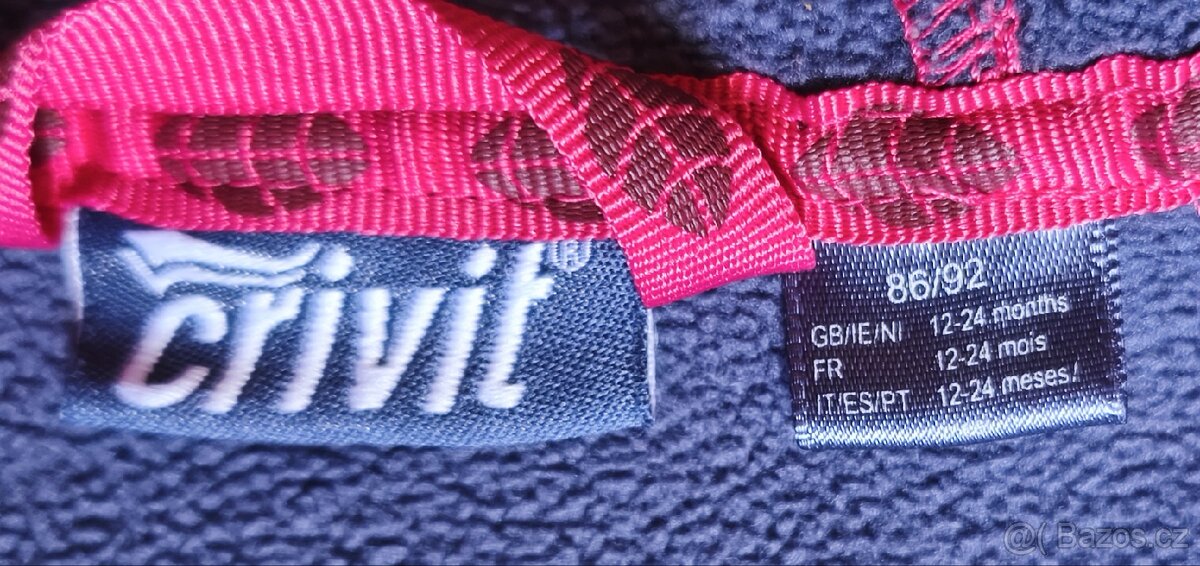 crivit®
86/92
GB/IE/NI 12-24 months
FR 12-24 mois
IT/ES/PT 12-24 meses/
@( Bazos.cz